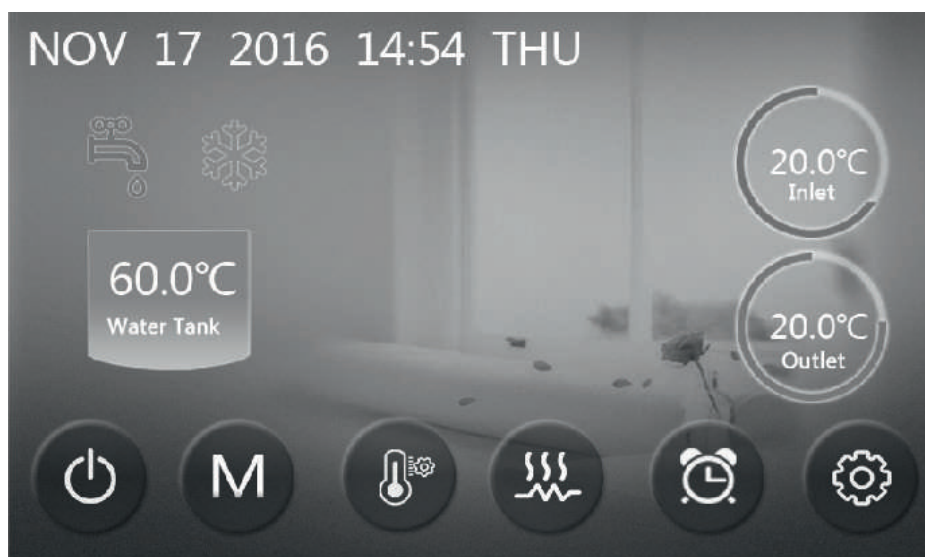 NOV 17 2016 14:54 THU
20.0°C
Inlet
60.0°C
Water Tank
20.0°C
Outlet
M